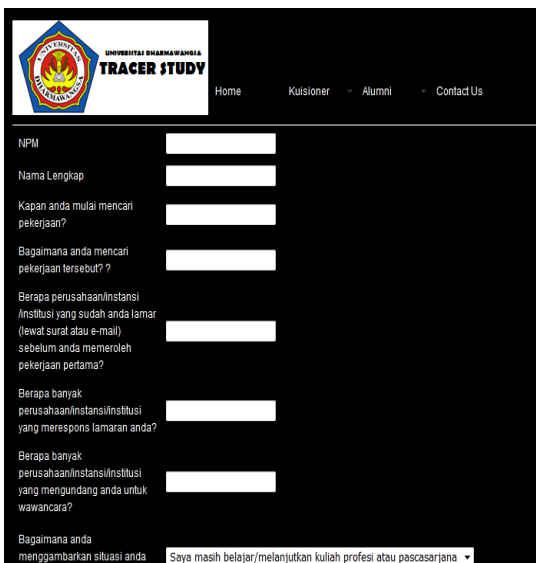 UNIVERSITAS DHARMAWANGSA
TRACER STUDY
UNIVERSITAS
DHARMAWANGSA
Home Kuisioner Alumni Contact Us
NPM
Nama Lengkap
Kapan anda mulai mencari
pekerjaan?
Bagaimana anda mencari
pekerjaan tersebut? ?
Berapa perusahaan/instansi
/institusi yang sudah anda lamar
(lewat surat atau e-mail)
sebelum anda memeroleh
pekerjaan pertama?
Berapa banyak
perusahaan/instansi/institusi
yang merespons lamaran anda?
Berapa banyak
perusahaan/instansi/institusi
yang mengundang anda untuk
wawancara?
Bagaimana anda
menggambarkan situasi anda
Saya masih belajar/melanjutkan kuliah profesi atau pascasarjana